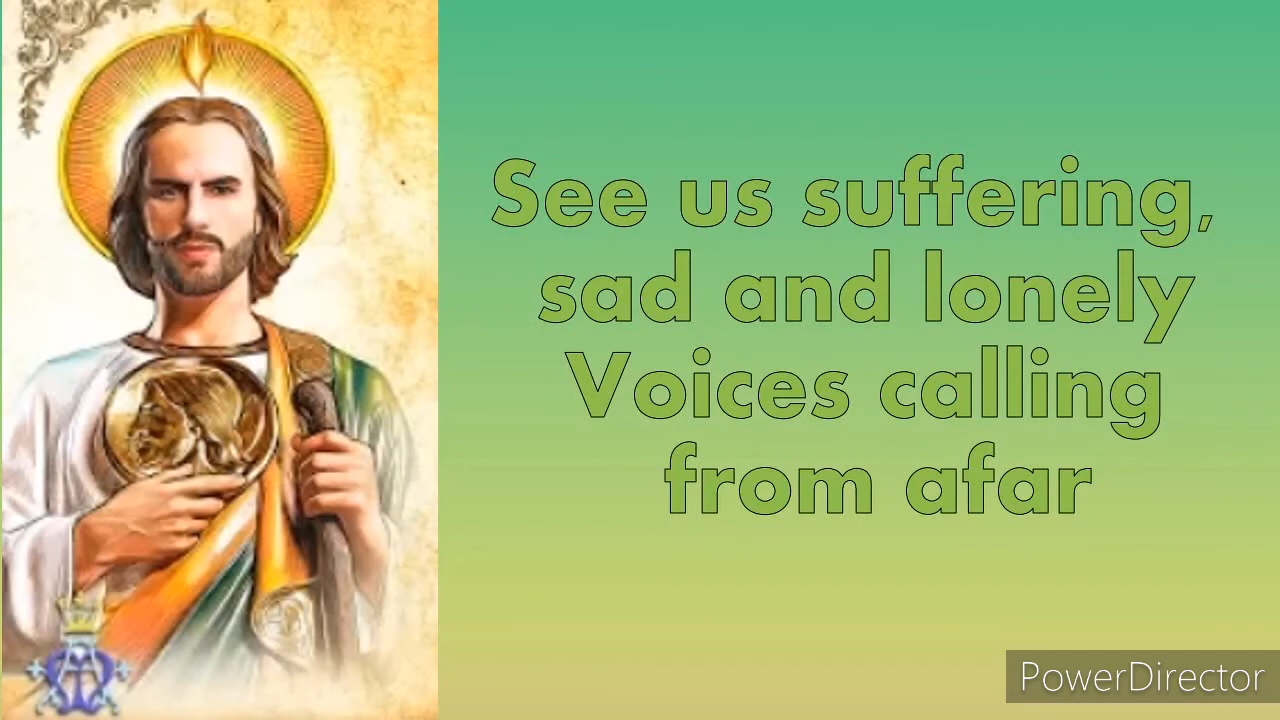 See us suffering,
sad and lonely
Voices calling
from afar
PowerDirector